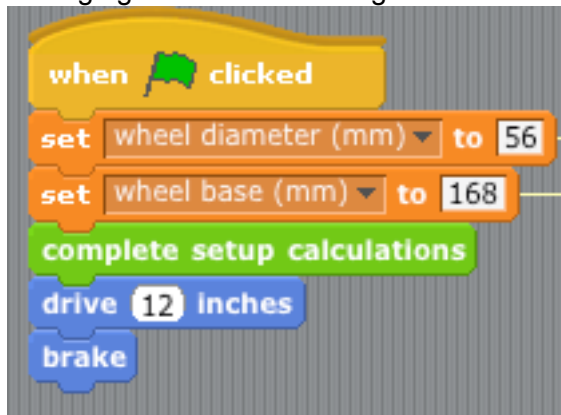 when clicked
set wheel diameter (mm) to 56
set wheel base (mm) to 168
complete setup calculations
drive 12 inches
brake